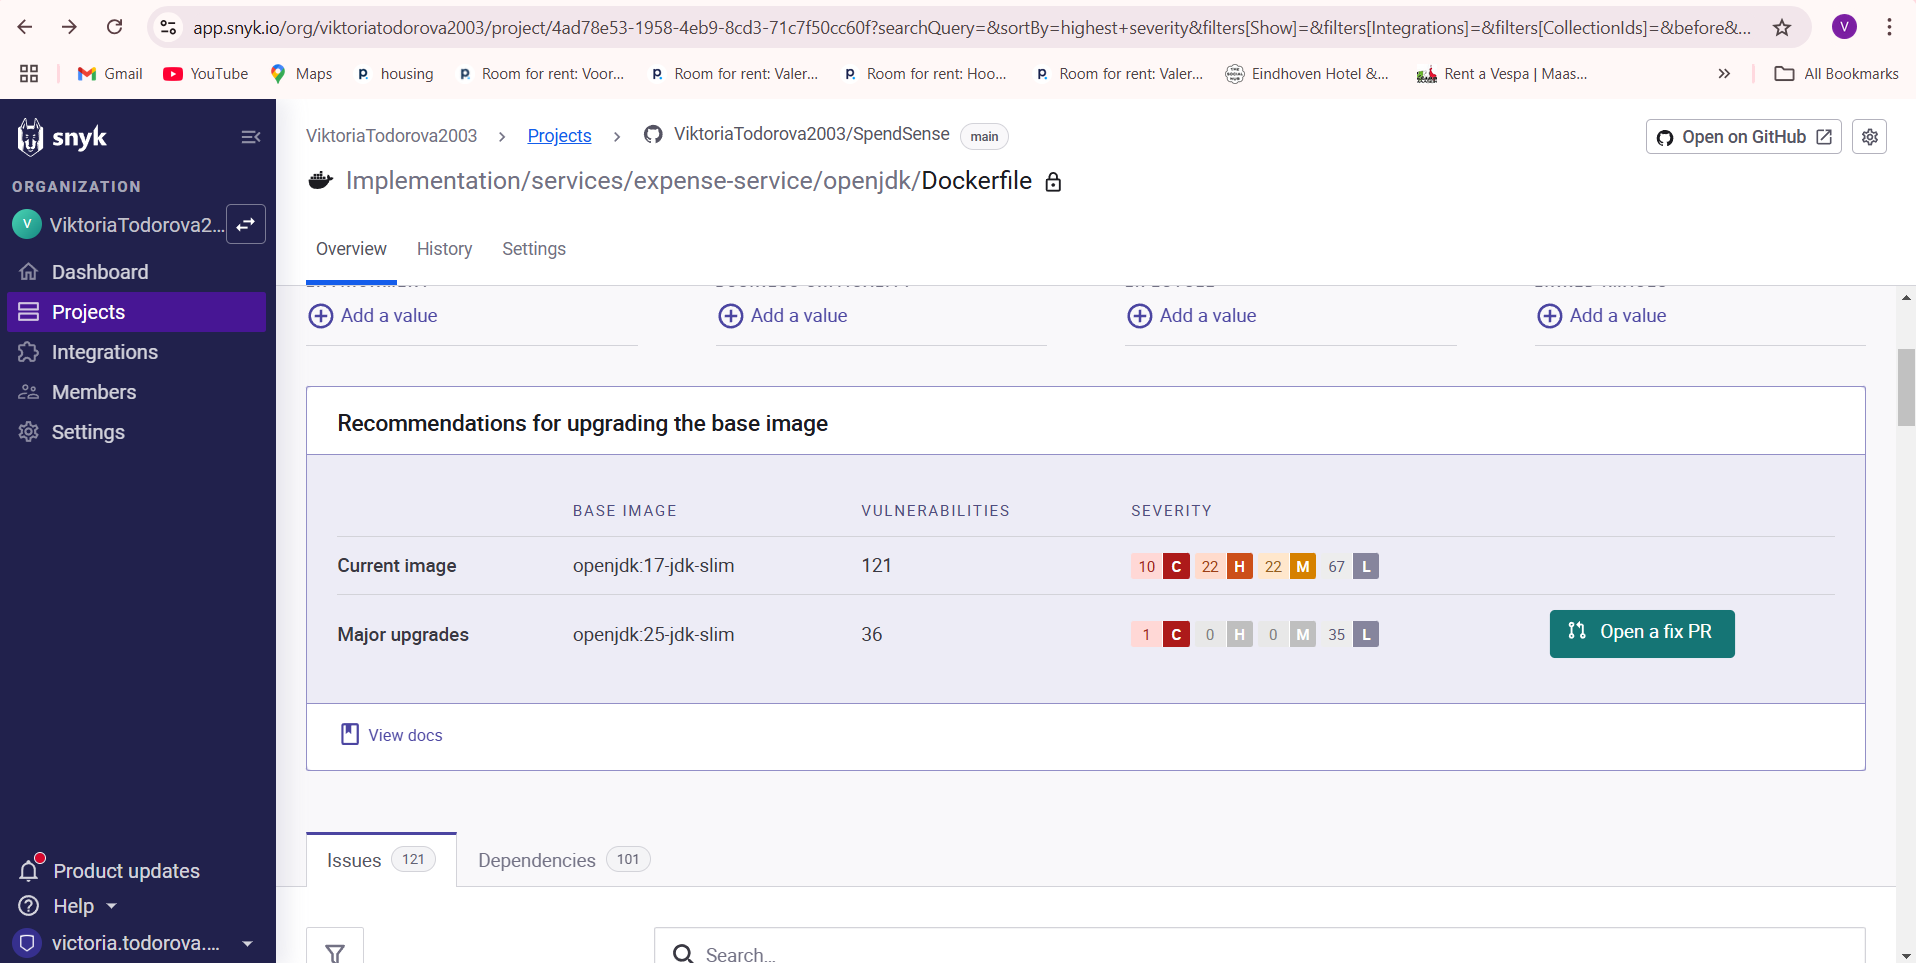 app.snyk.io/org/viktoriatodorova2003/project/4ad78e53-1958-4eb9-8cd3-71c7f50cc60f?searchQuery=&sortBy=highest+severity&filters[Show]=&filters[Integrations]=&filters[CollectionIds]=&before&...
V
Gmail
YouTube
Maps
housing
Room for rent: Voor...
Room for rent: Valer...
Room for rent: Hoo...
Room for rent: Valer...
Eindhoven Hotel &...
Rent a Vespa | Maas...
All Bookmarks
snyk
ORGANIZATION
V ViktoriaTodorova2...
Dashboard
Projects
Integrations
Members
Settings
Product updates
Help
victoria.todorova....
ViktoriaTodorova2003 > Projects > ViktoriaTodorova2003/SpendSense main
Open on GitHub
Implementation/services/expense-service/openjdk/Dockerfile
Overview History Settings
Add a value Add a value Add a value Add a value
Recommendations for upgrading the base image
BASE IMAGE VULNERABILITIES SEVERITY
Current image openjdk:17-jdk-slim 121 10 C 22 H 22 M 67 L
Major upgrades openjdk:25-jdk-slim 36 1 C 0 H 0 M 35 L Open a fix PR
View docs
Issues 121 Dependencies 101
Search...